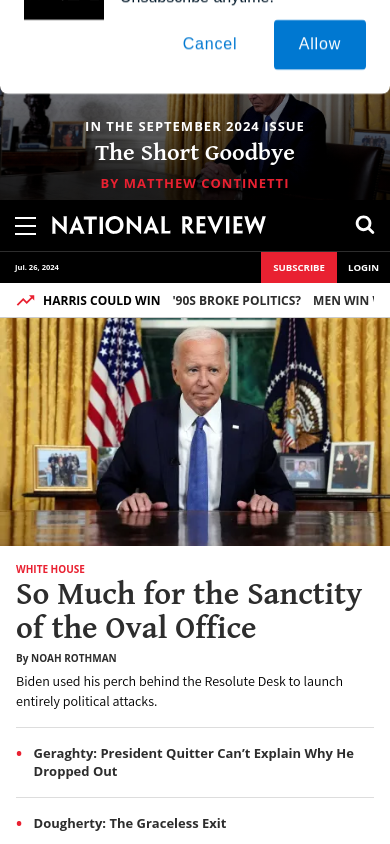 Unsubscribe anytime!
Cancel
Allow
IN THE SEPTEMBER 2024 ISSUE
The Short Goodbye
BY MATTHEW CONTINETTI
NATIONAL REVIEW
Jul. 26, 2024
SUBSCRIBE
LOGIN
HARRIS COULD WIN
'90S BROKE POLITICS?
MEN WIN
WHITE HOUSE
So Much for the Sanctity
of the Oval Office
By NOAH ROTHMAN
Biden used his perch behind the Resolute Desk to launch
entirely political attacks.
Geraghty: President Quitter Can’t Explain Why He
Dropped Out
Dougherty: The Graceless Exit